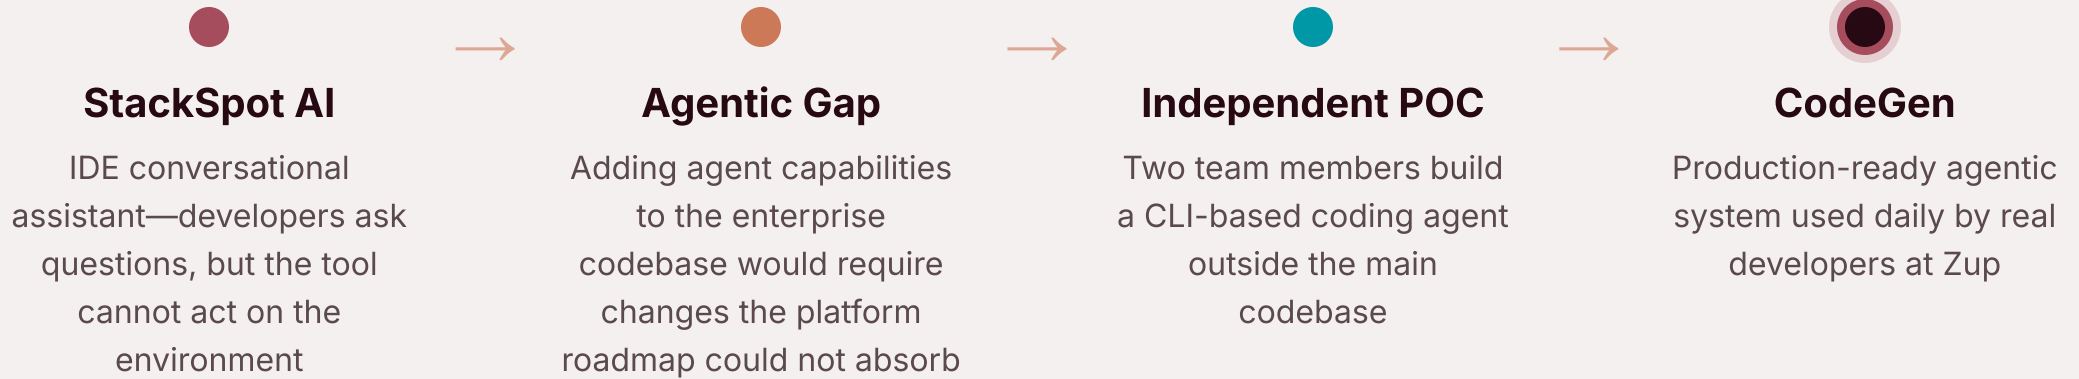 StackSpot AI
IDE conversational
assistant—developers ask
questions, but the tool
cannot act on the
environment
Agentic Gap
Adding agent capabilities
to the enterprise
codebase would require
changes the platform
roadmap could not absorb
Independent POC
Two team members build
a CLI-based coding agent
outside the main
codebase
CodeGen
Production-ready agentic
system used daily by real
developers at Zup